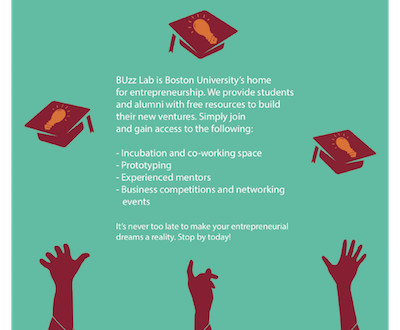 BUzz Lab is Boston University's home
for entrepreneurship. We provide students
and alumni with free resources to build
their new ventures. Simply join
and gain access to the following:
- Incubation and co-working space
- Prototyping
- Experienced mentors
- Business competitions and networking
events
It's never too late to make your entrepreneurial
dreams a reality. Stop by today!